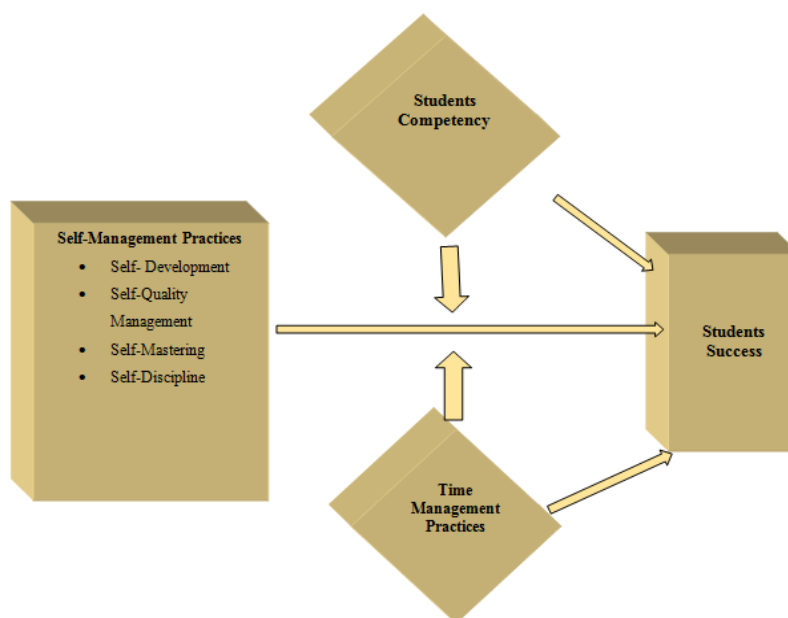 Students
Competency
Self-Management Practices
• Self- Development
• Self-Quality
Management
• Self-Mastering
• Self-Discipline
Students
Success
Time
Management
Practices